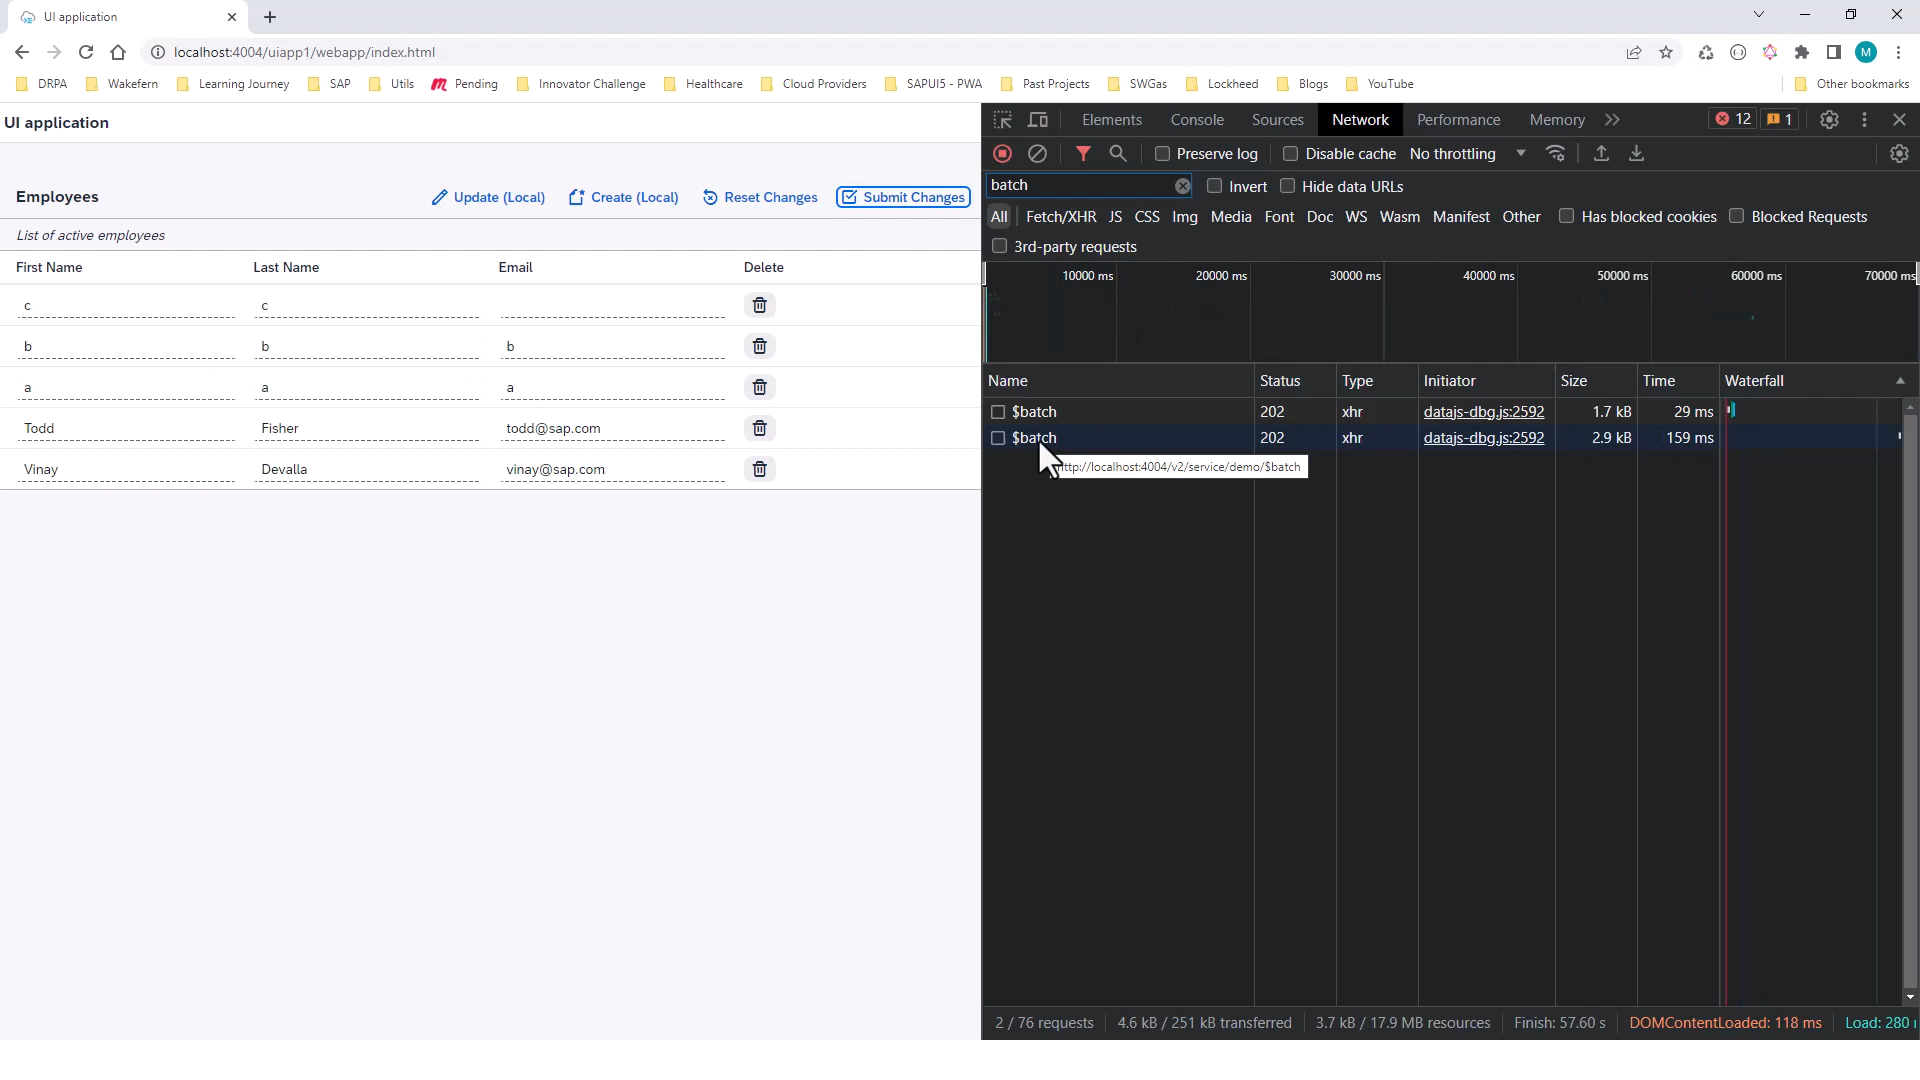 UI application
localhost:4004/uiapp1/webapp/index.html
M
DRPA Wakefern Learning Journey SAP Utils Pending Innovator Challenge Healthcare Cloud Providers SAPUI5 - PWA Past Projects SWGas Lockheed Blogs YouTube Other bookmarks
UI application
Elements Console Sources Network Performance Memory 12 1
Preserve log Disable cache No throttling
Employees Update (Local) Create (Local) Reset Changes Submit Changes
batch Invert Hide data URLs
All Fetch/XHR JS CSS Img Media Font Doc WS Wasm Manifest Other Has blocked cookies Blocked Requests
List of active employees
3rd-party requests
First Name Last Name Email Delete
10000 ms 20000 ms 30000 ms 40000 ms 50000 ms 60000 ms 70000 ms
c c
b b b
a a a
Todd Fisher todd@sap.com
Vinay Devalla vinay@sap.com
Name Status Type Initiator Size Time Waterfall
$batch 202 xhr datajs-dbg.js:2592 1.7 kB 29 ms
$batch 202 xhr datajs-dbg.js:2592 2.9 kB 159 ms
http://localhost:4004/v2/service/demo/$batch
2 / 76 requests 4.6 kB / 251 kB transferred 3.7 kB / 17.9 MB resources Finish: 57.60 s DOMContentLoaded: 118 ms Load: 280